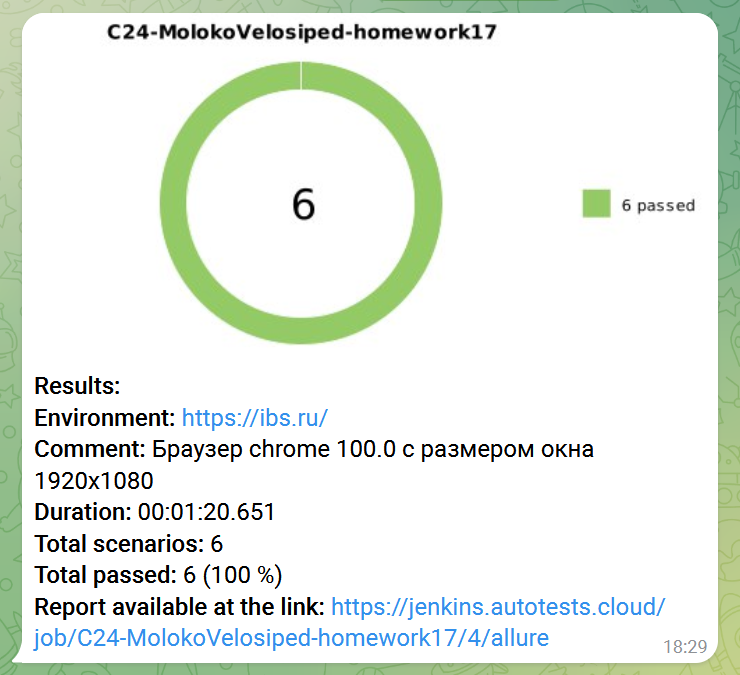 C24-MolokoVelosiped-homework17
6
6 passed
Results:
Environment: https://ibs.ru/
Comment: Браузер chrome 100.0 с размером окна
1920x1080
Duration: 00:01:20.651
Total scenarios: 6
Total passed: 6 (100 %)
Report available at the link: https://jenkins.autotests.cloud/
job/C24-MolokoVelosiped-homework17/4/allure
18:29